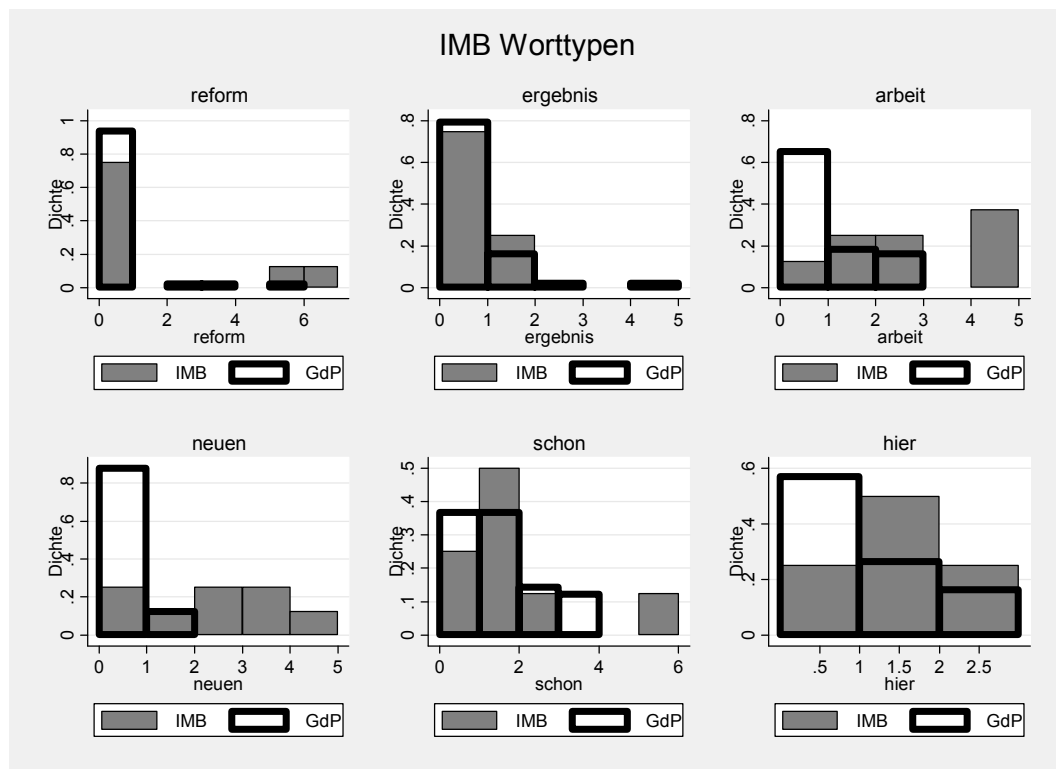 IMB Worttypen
reform
Dichte
0 .2 .4 .6 .8 1
0 2 4 6
reform
IMB GdP
ergebnis
Dichte
0 .2 .4 .6 .8
0 1 2 3 4 5
ergebnis
IMB GdP
arbeit
Dichte
0 .2 .4 .6 .8
0 1 2 3 4 5
arbeit
IMB GdP
neuen
Dichte
0 .2 .4 .6 .8
0 1 2 3 4 5
neuen
IMB GdP
schon
Dichte
0 .1 .2 .3 .4 .5
0 2 4 6
schon
IMB GdP
hier
Dichte
0 .2 .4 .6
.5 1 1.5 2 2.5
hier
IMB GdP